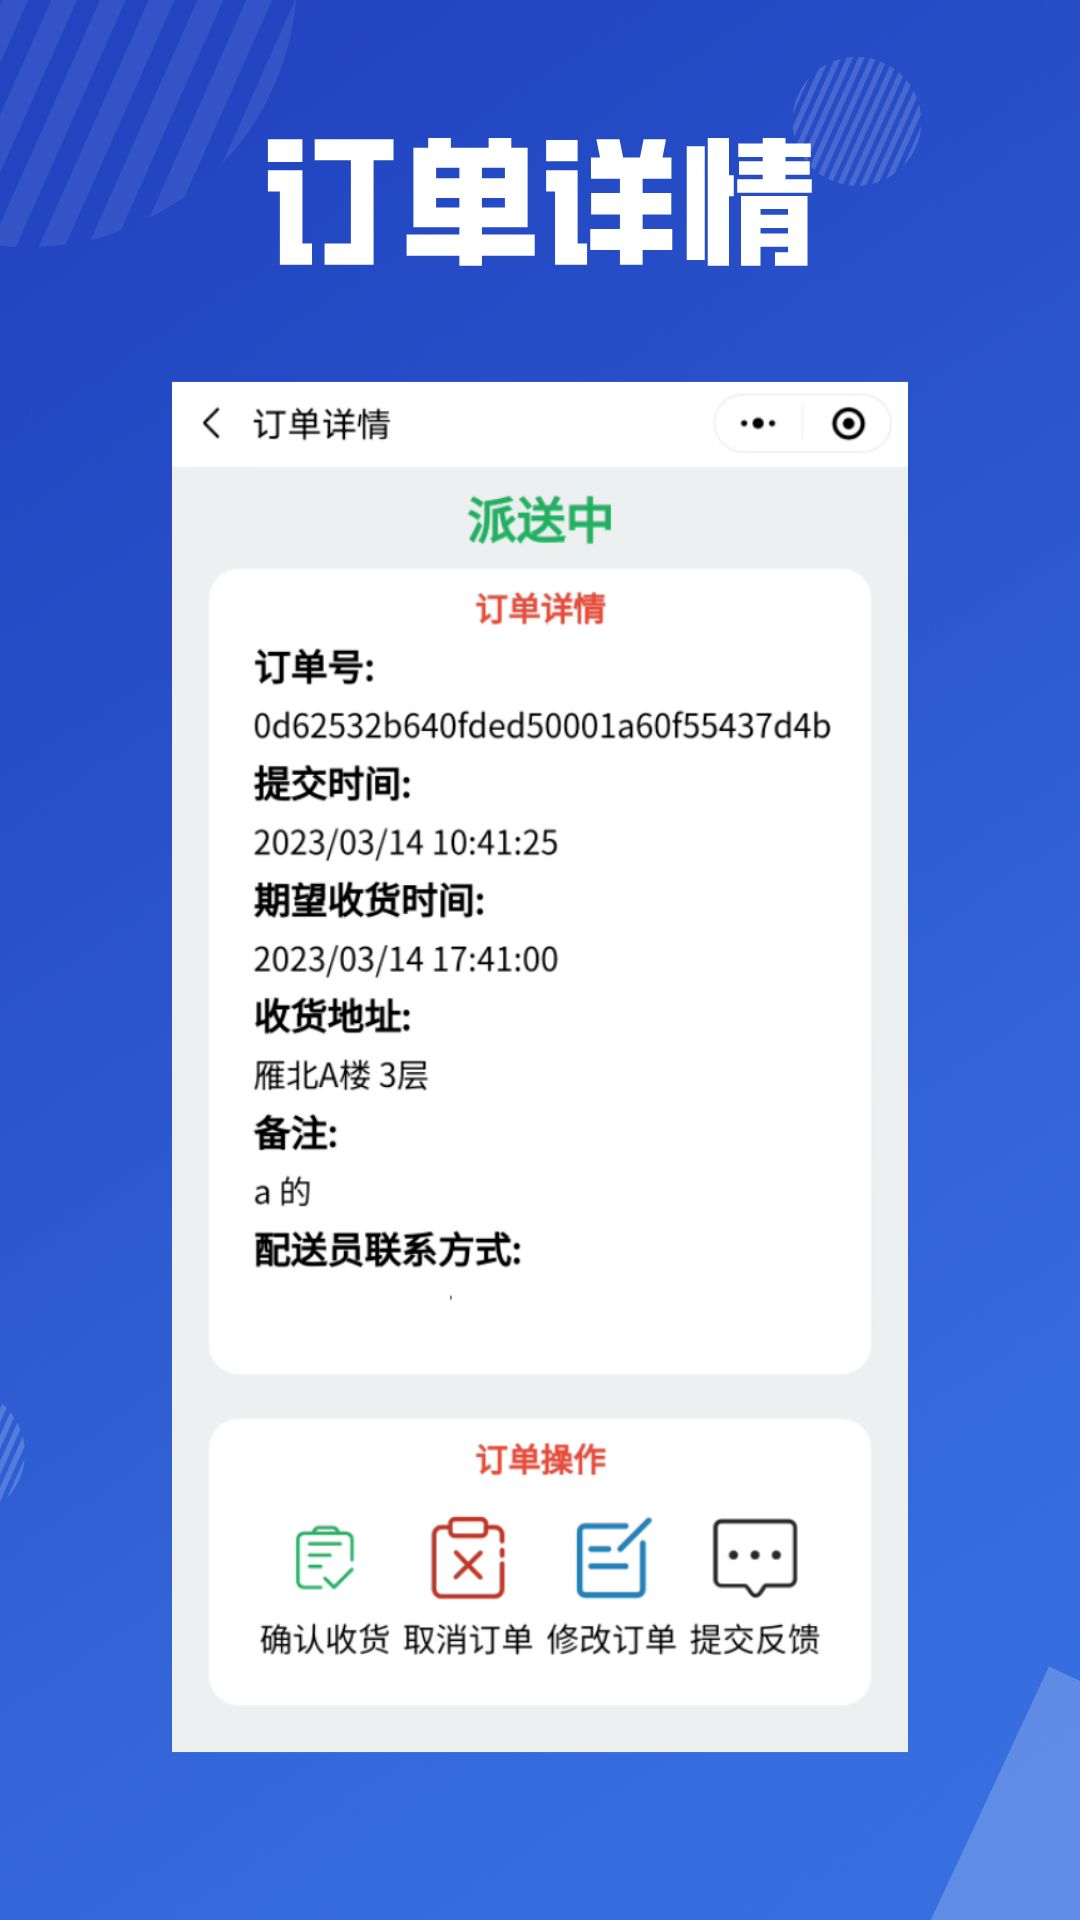 订单详情
订单详情
派送中
订单详情
订单号:
0d62532b640fded50001a60f55437d4b
提交时间:
2023/03/14 10:41:25
期望收货时间:
2023/03/14 17:41:00
收货地址:
雁北A楼 3层
备注:
a 的
配送员联系方式:
订单操作
确认收货 取消订单 修改订单 提交反馈